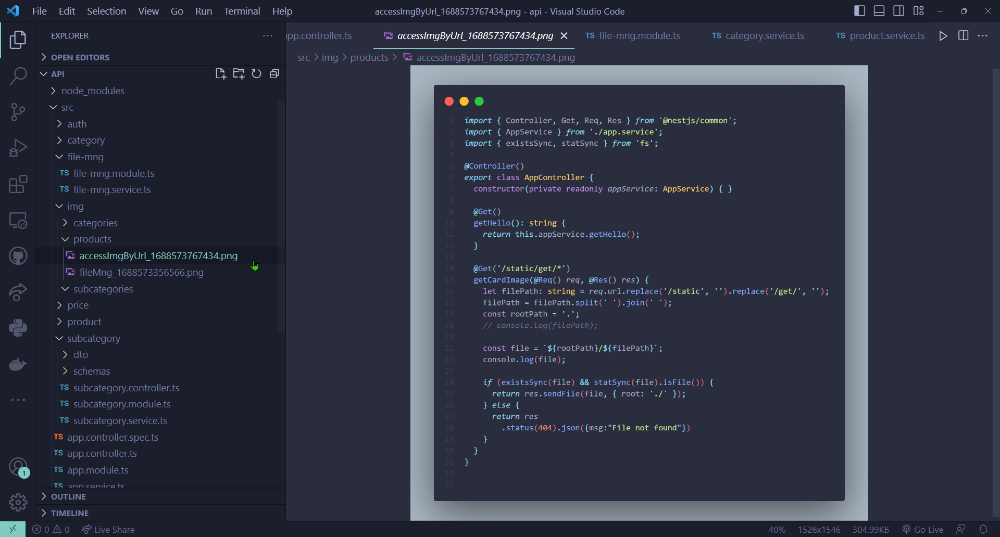 File Edit Selection View Go Run Terminal Help
accessImgByUrl_1688573767434.png - api - Visual Studio Code
EXPLORER
OPEN EDITORS
API
node_modules
src
auth
category
file-mng
TS file-mng.module.ts
TS file-mng.service.ts
img
categories
products
accessImgByUrl_1688573767434.png
fileMng_1688573356566.png
subcategories
price
product
subcategory
dto
schemas
TS subcategory.controller.ts
TS subcategory.module.ts
TS subcategory.service.ts
TS app.controller.spec.ts
TS app.controller.ts
TS app.module.ts
TS app.service.ts
OUTLINE
TIMELINE
1
pp.controller.ts
accessImgByUrl_1688573767434.png
TS file-mng.module.ts
TS category.service.ts
TS product.service.ts
src > img > products > accessImgByUrl_1688573767434.png
1 import { Controller, Get, Req, Res } from '@nestjs/common';
2 import { AppService } from './app.service';
3 import { existsSync, statSync } from 'fs';
4
5 @Controller()
6 export class AppController {
7 constructor(private readonly appService: AppService) { }
8
9 @Get()
10 getHello(): string {
11 return this.appService.getHello();
12 }
13
14 @Get('/static/get/*')
15 getCardImage(@Req() req, @Res() res) {
16 let filePath: string = req.url.replace('/static', '').replace('/get/', '');
17 filePath = filePath.split(' ').join(' ');
18 const rootPath = '.';
19 // console.log(filePath);
20
21 const file = `${rootPath}/${filePath}`;
22 console.log(file);
23
24 if (existsSync(file) && statSync(file).isFile()) {
25 return res.sendFile(file, { root: './' });
26 } else {
27 return res
28 .status(404).json({msg:"File not found"})
29 }
30 }
31 }
32
33
0 0 Live Share
40% 1526x1546 304.99KB Go Live